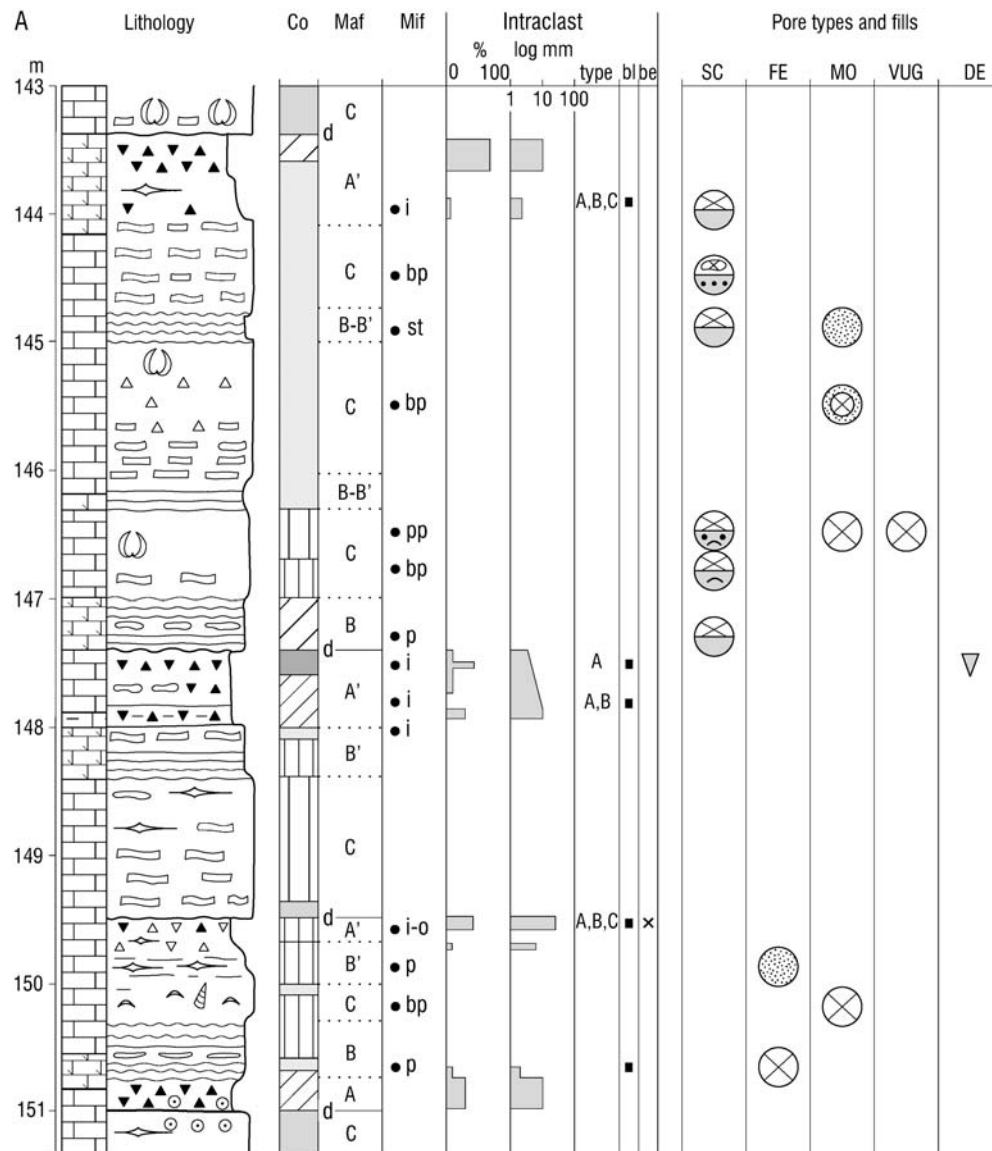 A Lithology Co Maf Mif Intraclast Pore types and fills
% log mm
m 0 100 1 10 100 type bl be SC FE MO VUG DE
143
C
d
A'
144 i A,B,C
C bp
B-B' st
145
C bp
146
B-B'
pp
C
bp
147
B p
d
i A
A' i A,B
148 i
B'
149 C
d
A' i-o A,B,C
B' p
150
C bp
B
p
A
151 d
C